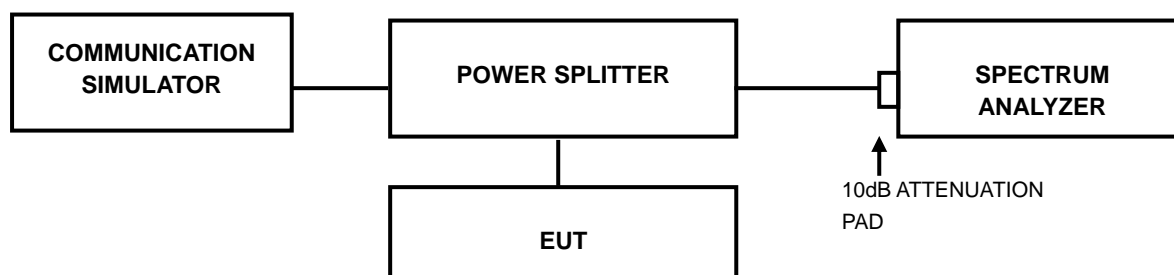 COMMUNICATION
SIMULATOR
POWER SPLITTER
SPECTRUM
ANALYZER
10dB ATTENUATION
PAD
EUT